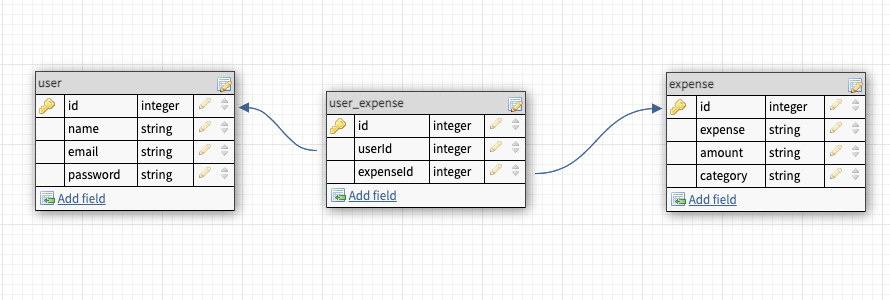 user
id integer
name string
email string
password string
Add field
user_expense
id integer
userId integer
expenseId integer
Add field
expense
id integer
expense string
amount string
category string
Add field